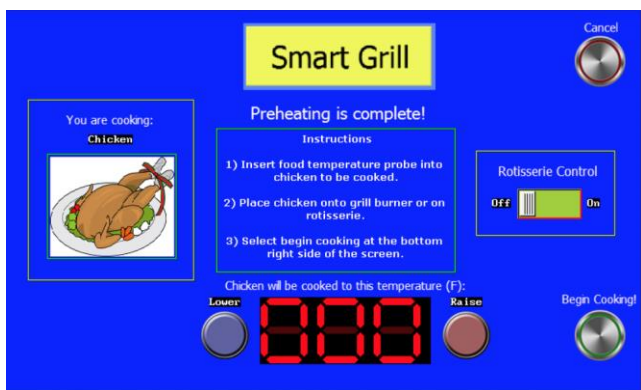 Cancel
Smart Grill
You are cooking:
Chicken
Preheating is complete!
Instructions
1) Insert food temperature probe into
chicken to be cooked.
2) Place chicken onto grill burner or on
rotisserie.
3) Select begin cooking at the bottom
right side of the screen.
Rotisserie Control
Off On
Chicken will be cooked to this temperature (F):
Lower 000 Raise
Begin Cooking!